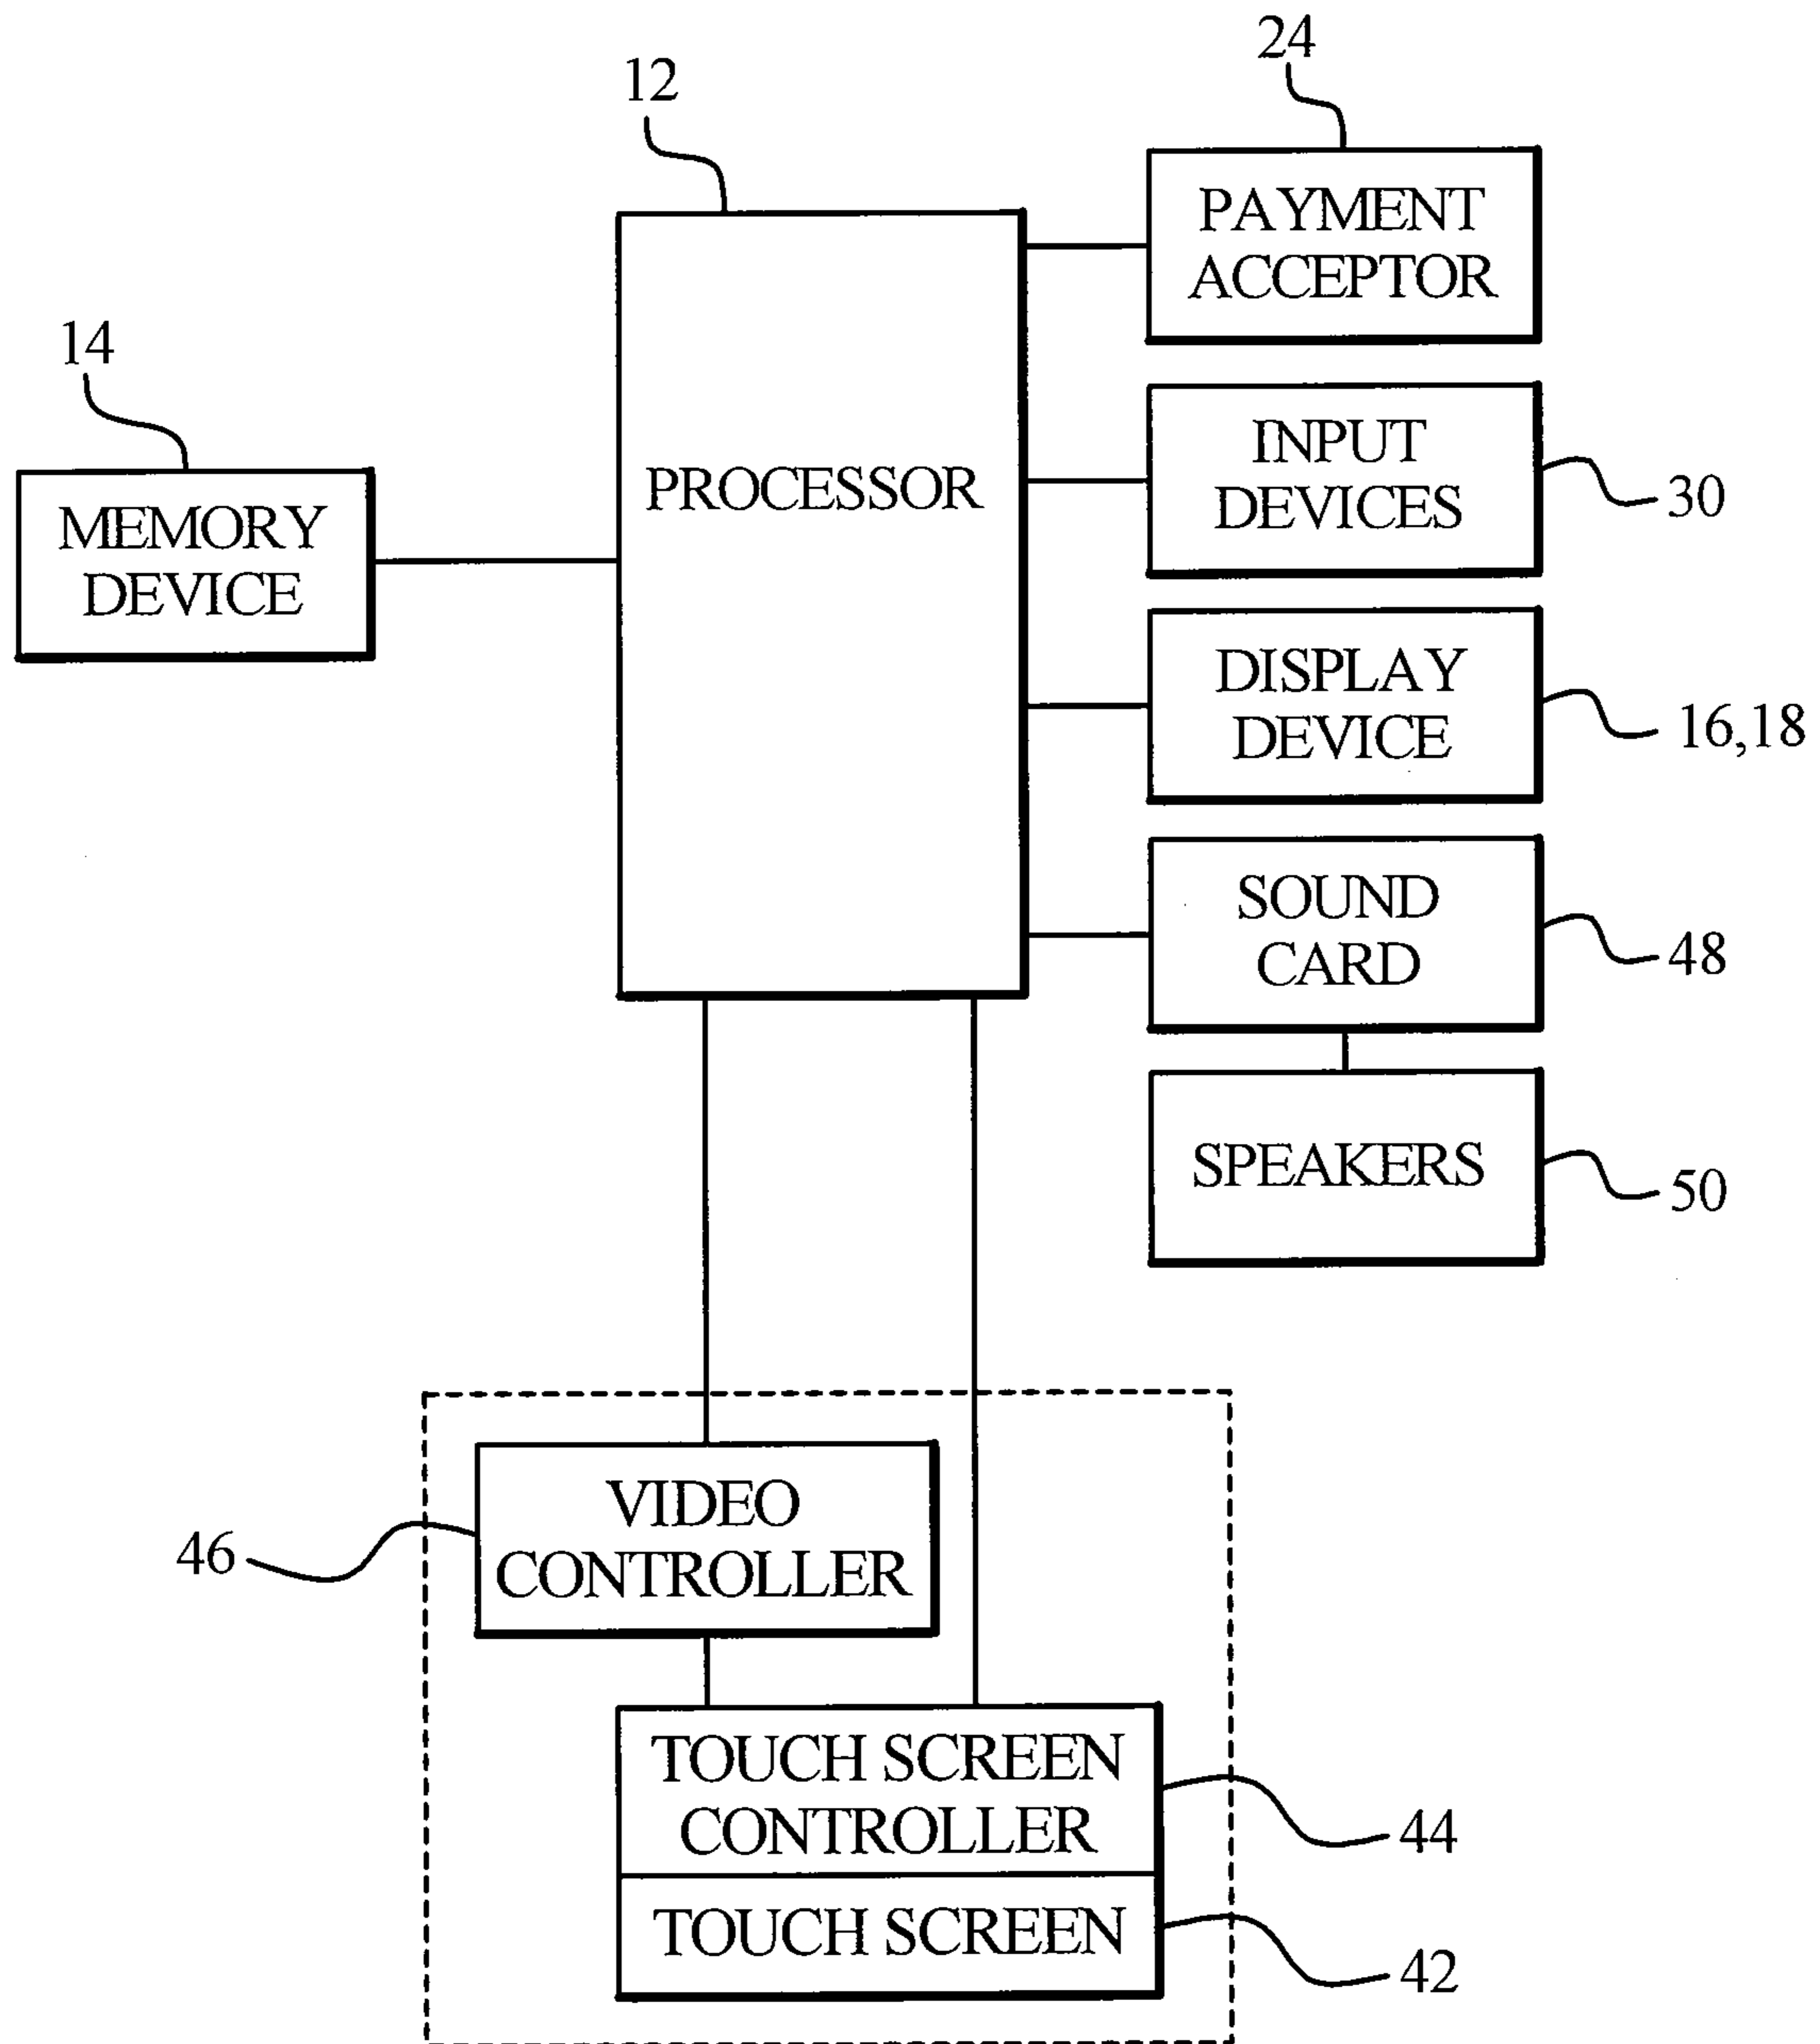 24
12
PAYMENT
ACCEPTOR
14
INPUT
DEVICES
30
PROCESSOR
MEMORY
DEVICE
DISPLAY
DEVICE
16,18
SOUND
CARD
48
SPEAKERS
50
VIDEO
CONTROLLER
46
TOUCH SCREEN
CONTROLLER
44
TOUCH SCREEN
42